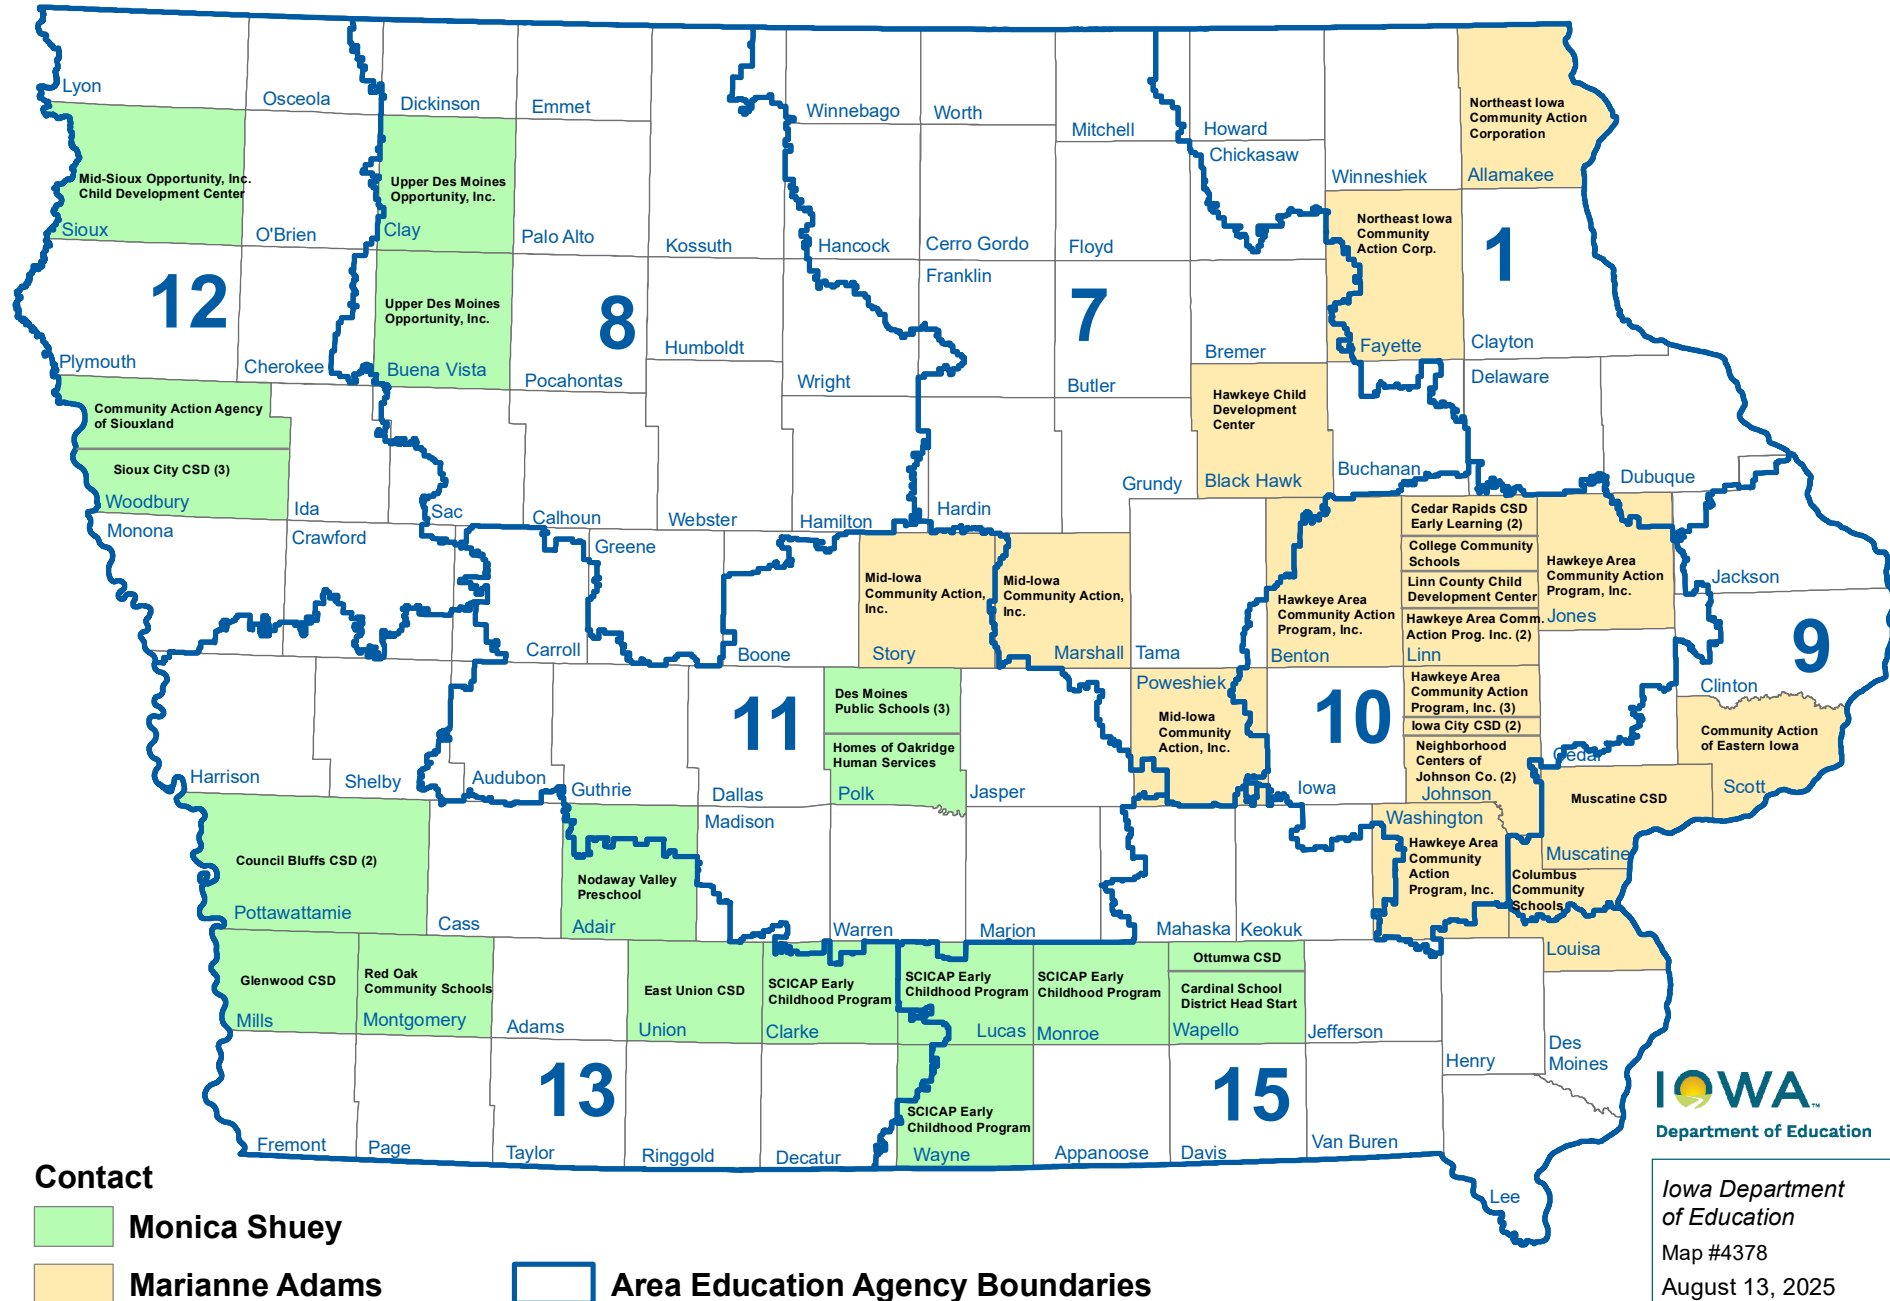 Lyon
Osceola
Dickinson
Emmet
Winnebago
Worth
Mitchell
Howard
Chickasaw
Winneshiek
Northeast Iowa
Community Action
Corporation
Allamakee
Mid-Sioux Opportunity, Inc.
Child Development Center
Sioux
O'Brien
Upper Des Moines
Opportunity, Inc.
Clay
Palo Alto
Kossuth
Hancock
Cerro Gordo
Franklin
Floyd
Northeast Iowa
Community
Action Corp.
Fayette
1
12
8
7
Plymouth
Cherokee
Upper Des Moines
Opportunity, Inc.
Buena Vista
Pocahontas
Humboldt
Wright
Butler
Bremer
Clayton
Delaware
Community Action Agency
of Siouxland
Sioux City CSD (3)
Woodbury
Monona
Ida
Crawford
Sac
Calhoun
Greene
Webster
Hamilton
Hardin
Grundy
Hawkeye Child
Development
Center
Black Hawk
Buchanan
Dubuque
Cedar Rapids CSD
Early Learning (2)
College Community
Schools
Linn County Child
Development Center
Hawkeye Area Comm.
Action Prog. Inc. (2)
Linn
Hawkeye Area
Community Action
Program, Inc.
Jones
Jackson
Carroll
Boone
Mid-Iowa
Community Action,
Inc.
Story
Mid-Iowa
Community Action,
Inc.
Marshall
Tama
Hawkeye Area
Community Action
Program, Inc.
Benton
9
Clinton
Harrison
Shelby
Audubon
Guthrie
Dallas
11
Des Moines
Public Schools (3)
Homes of Oakridge
Human Services
Polk
Jasper
Poweshiek
Mid-Iowa
Community
Action, Inc.
10
Iowa
Hawkeye Area
Community Action
Program, Inc. (3)
Iowa City CSD (2)
Neighborhood
Centers of
Johnson Co. (2)
Johnson
Cedar
Community Action
of Eastern Iowa
Scott
Muscatine CSD
Muscatine
Council Bluffs CSD (2)
Pottawattamie
Cass
Nodaway Valley
Preschool
Adair
Madison
Warren
Marion
Mahaska
Keokuk
Washington
Hawkeye Area
Community
Action
Program, Inc.
Columbus
Community
Schools
Louisa
Glenwood CSD
Mills
Red Oak
Community Schools
Montgomery
Adams
East Union CSD
Union
SCICAP Early
Childhood Program
Clarke
SCICAP Early
Childhood Program
Lucas
SCICAP Early
Childhood Program
Monroe
Ottumwa CSD
Cardinal School
District Head Start
Wapello
Jefferson
Henry
Des
Moines
13
15
Fremont
Page
Taylor
Ringgold
Decatur
SCICAP Early
Childhood Program
Wayne
Appanoose
Davis
Van Buren
Lee
IOWA™
Department of Education
Contact
Monica Shuey
Marianne Adams
Area Education Agency Boundaries
Iowa Department
of Education
Map #4378
August 13, 2025